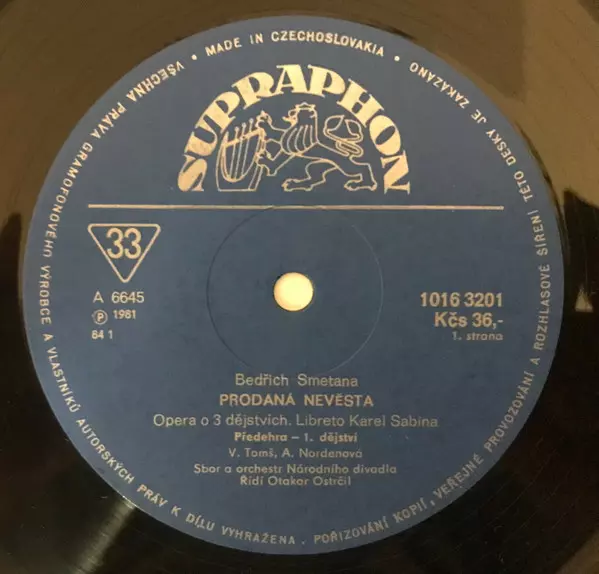 VŠECHNA PRÁVA GRAMOFONOVÉHO VÝROBCE A VLASTNÍKŮ AUTORSKÝCH PRÁV K DÍLU VYHRAŽENA. POŘIZOVÁNÍ KOPIÍ, VEŘEJNÉ PROVOZOVÁNÍ A ROZHLASOVÉ ŠÍŘENÍ TÉTO DESKY JE ZAKÁZÁNO
• MADE IN CZECHOSLOVAKIA •
SUPRAPHON
33
A 6645
Ⓟ 1981
84 1
1016 3201
Kčs 36,-
1. strana
Bedřich Smetana
PRODANÁ NEVĚSTA
Opera o 3 dějstvích. Libreto Karel Sabina
Předehra – 1. dějství
V. Tomš, A. Nordenová
Sbor a orchestr Národního divadla
Řídí Otakar Ostrčil